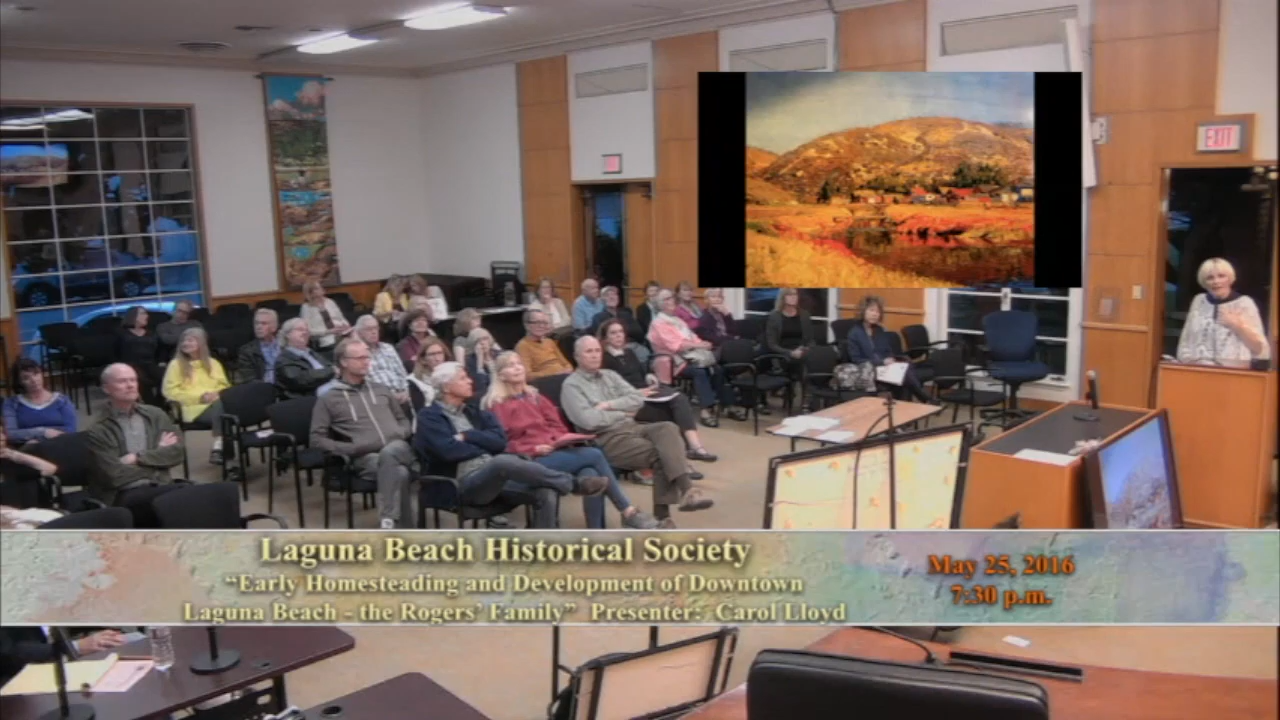 EXIT
Laguna Beach Historical Society
"Early Homesteading and Development of Downtown
Laguna Beach - the Rogers' Family" Presenter: Carol Lloyd
May 25, 2016
7:30 p.m.